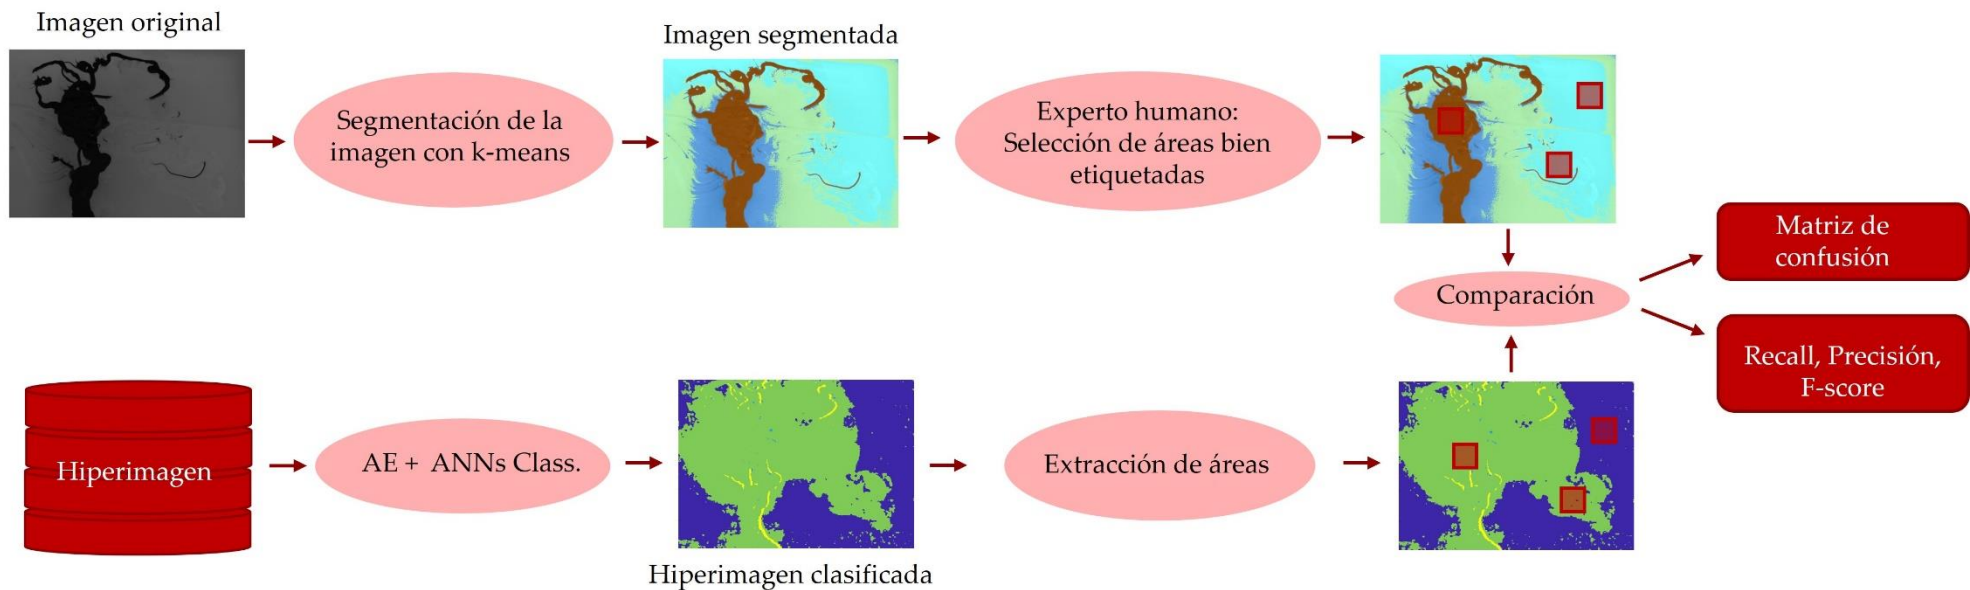 Imagen original
Segmentación de la
imagen con k-means
Imagen segmentada
Experto humano:
Selección de áreas bien
etiquetadas
Matriz de
confusión
Comparación
Recall, Precisión,
F-score
Hiperimagen
AE + ANNs Class.
Hiperimagen clasificada
Extracción de áreas